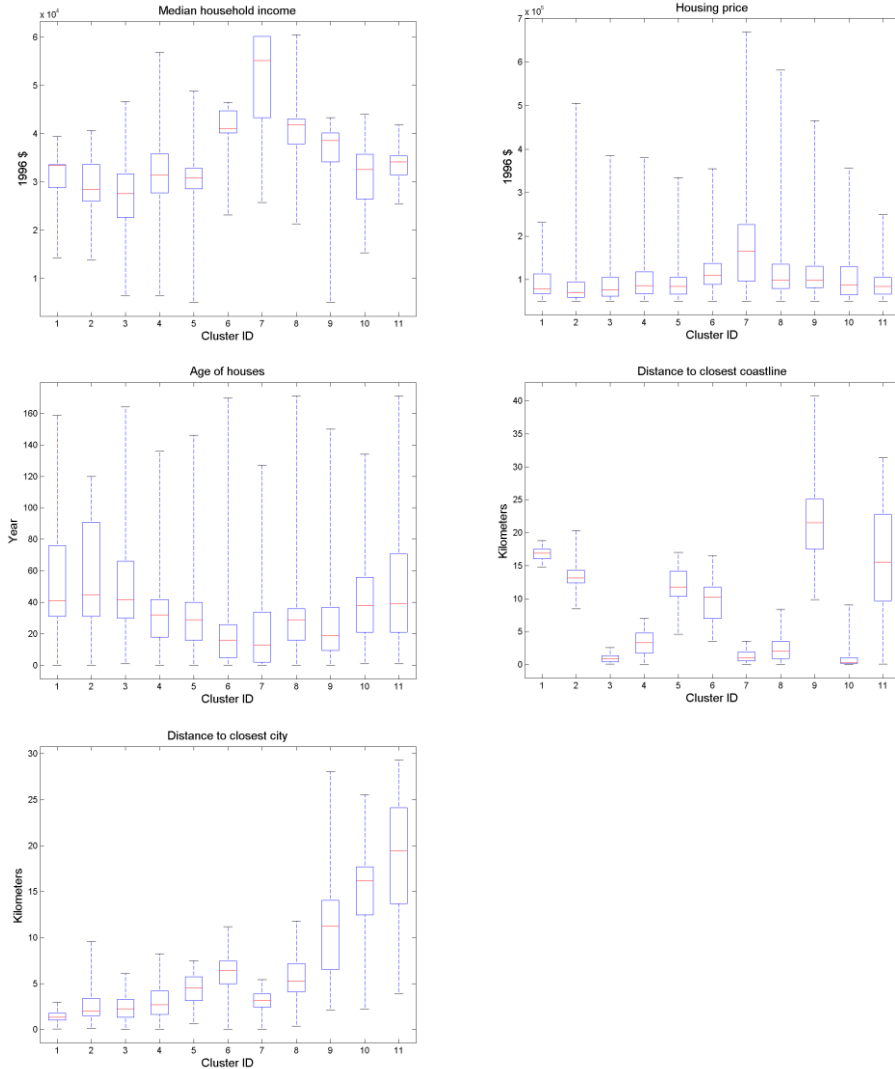 Median household income
x 10⁴
6
5
4
3
2
1
1996 $
1 2 3 4 5 6 7 8 9 10 11
Cluster ID
Housing price
7
6
5
4
3
2
1
1996 $
1 2 3 4 5 6 7 8 9 10 11
Cluster ID
Age of houses
160
140
120
100
80
60
40
20
0
Year
1 2 3 4 5 6 7 8 9 10 11
Cluster ID
Distance to closest coastline
40
35
30
25
20
15
10
5
0
Kilometers
1 2 3 4 5 6 7 8 9 10 11
Cluster ID
Distance to closest city
30
25
20
15
10
5
0
Kilometers
1 2 3 4 5 6 7 8 9 10 11
Cluster ID